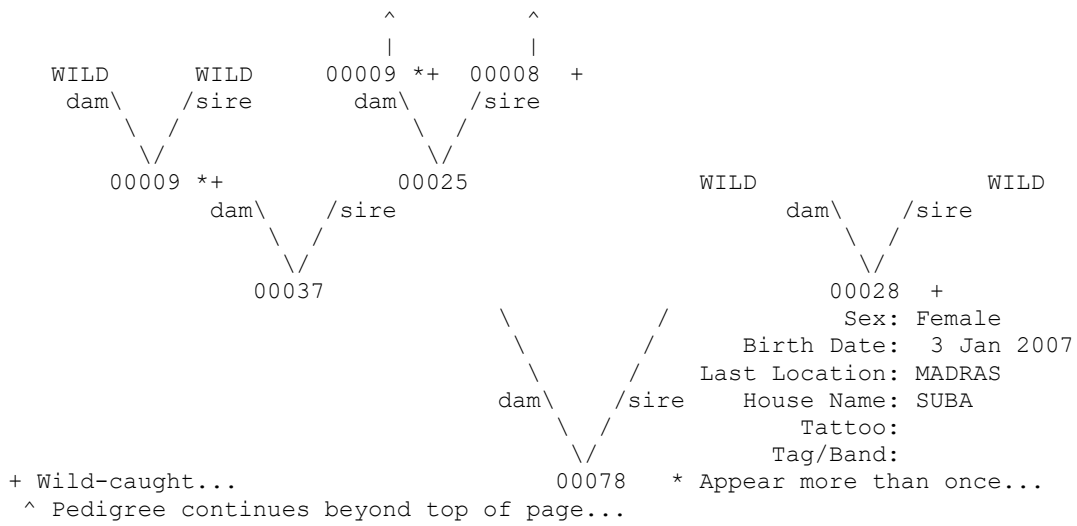 ^ ^
| |
WILD WILD 00009 *+ 00008 +
dam\ /sire dam\ /sire
\ / \ /
\/ \/
00009 *+ 00025 WILD WILD
dam\ /sire dam\ /sire
\ / \ /
\/ \/
00037 00028 +
\ / Sex: Female
\ / Birth Date: 3 Jan 2007
\ / Last Location: MADRAS
dam\ /sire House Name: SUBA
\ / Tattoo:
\/ Tag/Band:
+ Wild-caught... 00078 * Appear more than once...
^ Pedigree continues beyond top of page...